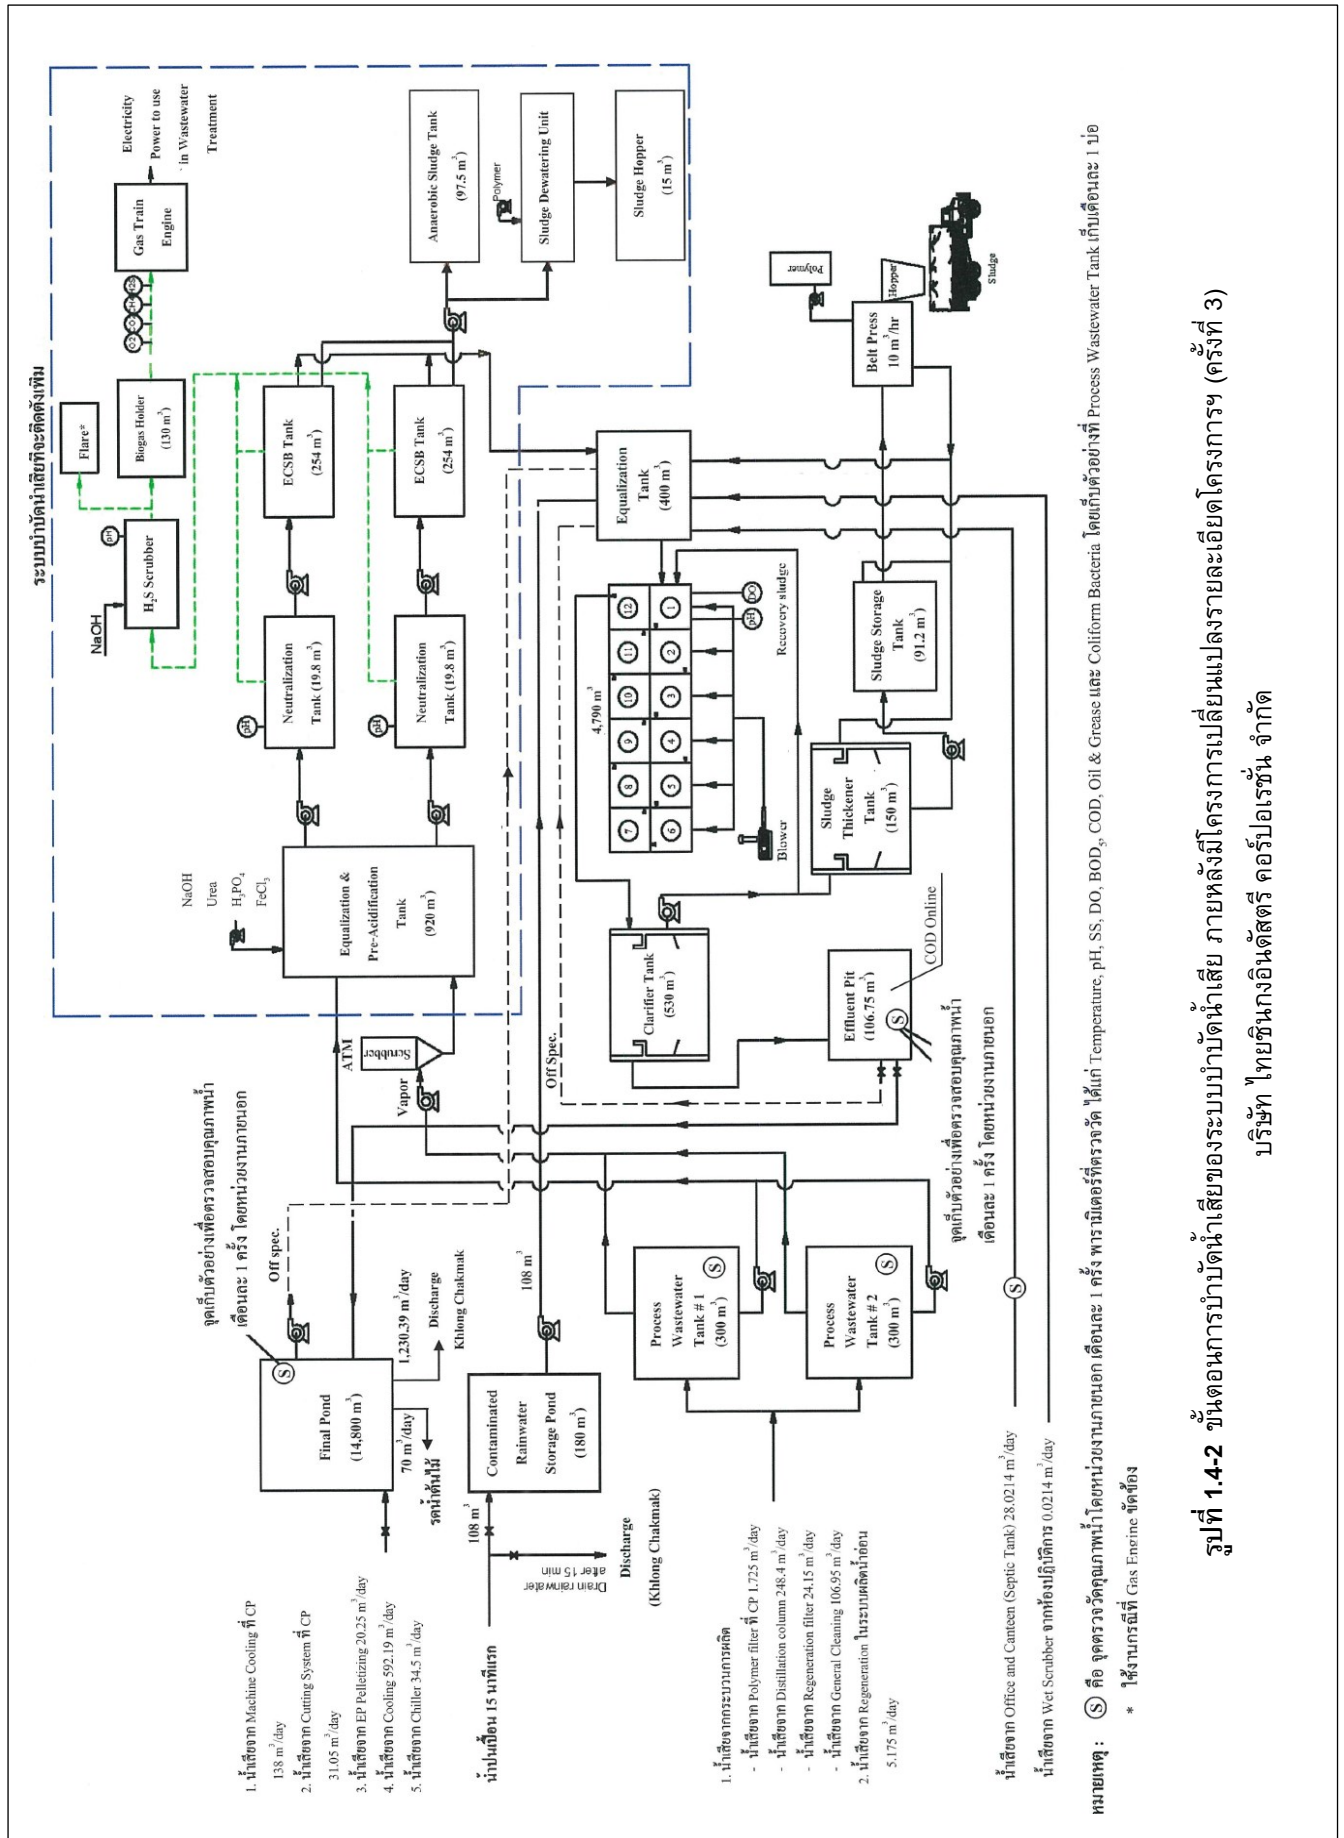 ระบบบำบัดน้ำเสียที่จะติดตั้งเพิ่ม
NaOH
pH
H₂S Scrubber
Flare*
Biogas Holder
(130 m³)
O2
CO2
CH4
H2S
Gas Train
Engine
Electricity
Power to use
in Wastewater
Treatment
NaOH
Urea
H₃PO₄
FeCl₃
Equalization &
Pre-Acidification
Tank
(920 m³)
pH
Neutralization
Tank (19.8 m³)
ECSB Tank
(254 m³)
pH
Neutralization
Tank (19.8 m³)
ECSB Tank
(254 m³)
Anaerobic Sludge Tank
(97.5 m³)
Polymer
Sludge Dewatering Unit
Sludge Hopper
(15 m³)
ATM
Scrubber
Vapor
จุดเก็บตัวอย่างเพื่อตรวจสอบคุณภาพน้ำ
เดือนละ 1 ครั้ง โดยหน่วยงานภายนอก
Off spec.
S
Final Pond
(14,800 m³)
1,230.39 m³/day
Discharge
Khlong Chakmak
70 m³/day
รดน้ำต้นไม้
1. น้ำเสียจาก Machine Cooling ที่ CP
138 m³/day
2. น้ำเสียจาก Cutting System ที่ CP
31.05 m³/day
3. น้ำเสียจาก EP Pelletizing 20.25 m³/day
4. น้ำเสียจาก Cooling 592.19 m³/day
5. น้ำเสียจาก Chiller 34.5 m³/day
น้ำปนเปื้อน 15 นาทีแรก
108 m³
Contaminated
Rainwater
Storage Pond
(180 m³)
108 m³
Drain rainwater
after 15 min
Discharge
(Khlong Chakmak)
Off Spec.
Equalization
Tank
(400 m³)
4,790 m³
7
8
9
10
11
12
6
5
4
3
2
1
pH
DO
Blower
Recovery sludge
Clarifier Tank
(530 m³)
Effluent Pit
(106.75 m³)
S
COD Online
จุดเก็บตัวอย่างเพื่อตรวจสอบคุณภาพน้ำ
เดือนละ 1 ครั้ง โดยหน่วยงานภายนอก
Sludge
Thickener
Tank
(150 m³)
Sludge Storage
Tank
(91.2 m³)
Belt Press
10 m³/hr
Polymer
Hopper
Sludge
Process
Wastewater
Tank # 1
(300 m³)
S
Process
Wastewater
Tank # 2
(300 m³)
S
1. น้ำเสียจากกระบวนการผลิต
- น้ำเสียจาก Polymer filter ที่ CP 1.725 m³/day
- น้ำเสียจาก Distillation column 248.4 m³/day
- น้ำเสียจาก Regeneration filter 24.15 m³/day
- น้ำเสียจาก General Cleaning 106.95 m³/day
2. น้ำเสียจาก Regeneration ในระบบผลิตน้ำอ่อน
5.175 m³/day
น้ำเสียจาก Office and Canteen (Septic Tank) 28.0214 m³/day
S
น้ำเสียจาก Wet Scrubber จากห้องปฏิบัติการ 0.0214 m³/day
หมายเหตุ : S คือ จุดตรวจวัดคุณภาพน้ำโดยหน่วยงานภายนอก เดือนละ 1 ครั้ง พารามิเตอร์ที่ตรวจวัด ได้แก่ Temperature, pH, SS, DO, BOD₅, COD, Oil & Grease และ Coliform Bacteria โดยเก็บตัวอย่างที่ Process Wastewater Tank เก็บเดือนละ 1 บ่อ
* ใช้งานกรณีที่ Gas Engine ขัดข้อง
รูปที่ 1.4-2 ขั้นตอนการบำบัดน้ำเสียของระบบบำบัดน้ำเสีย ภายหลังมีโครงการเปลี่ยนแปลงรายละเอียดโครงการฯ (ครั้งที่ 3)
บริษัท ไทยชินกงอินดัสตรี คอร์ปอเรชั่น จำกัด